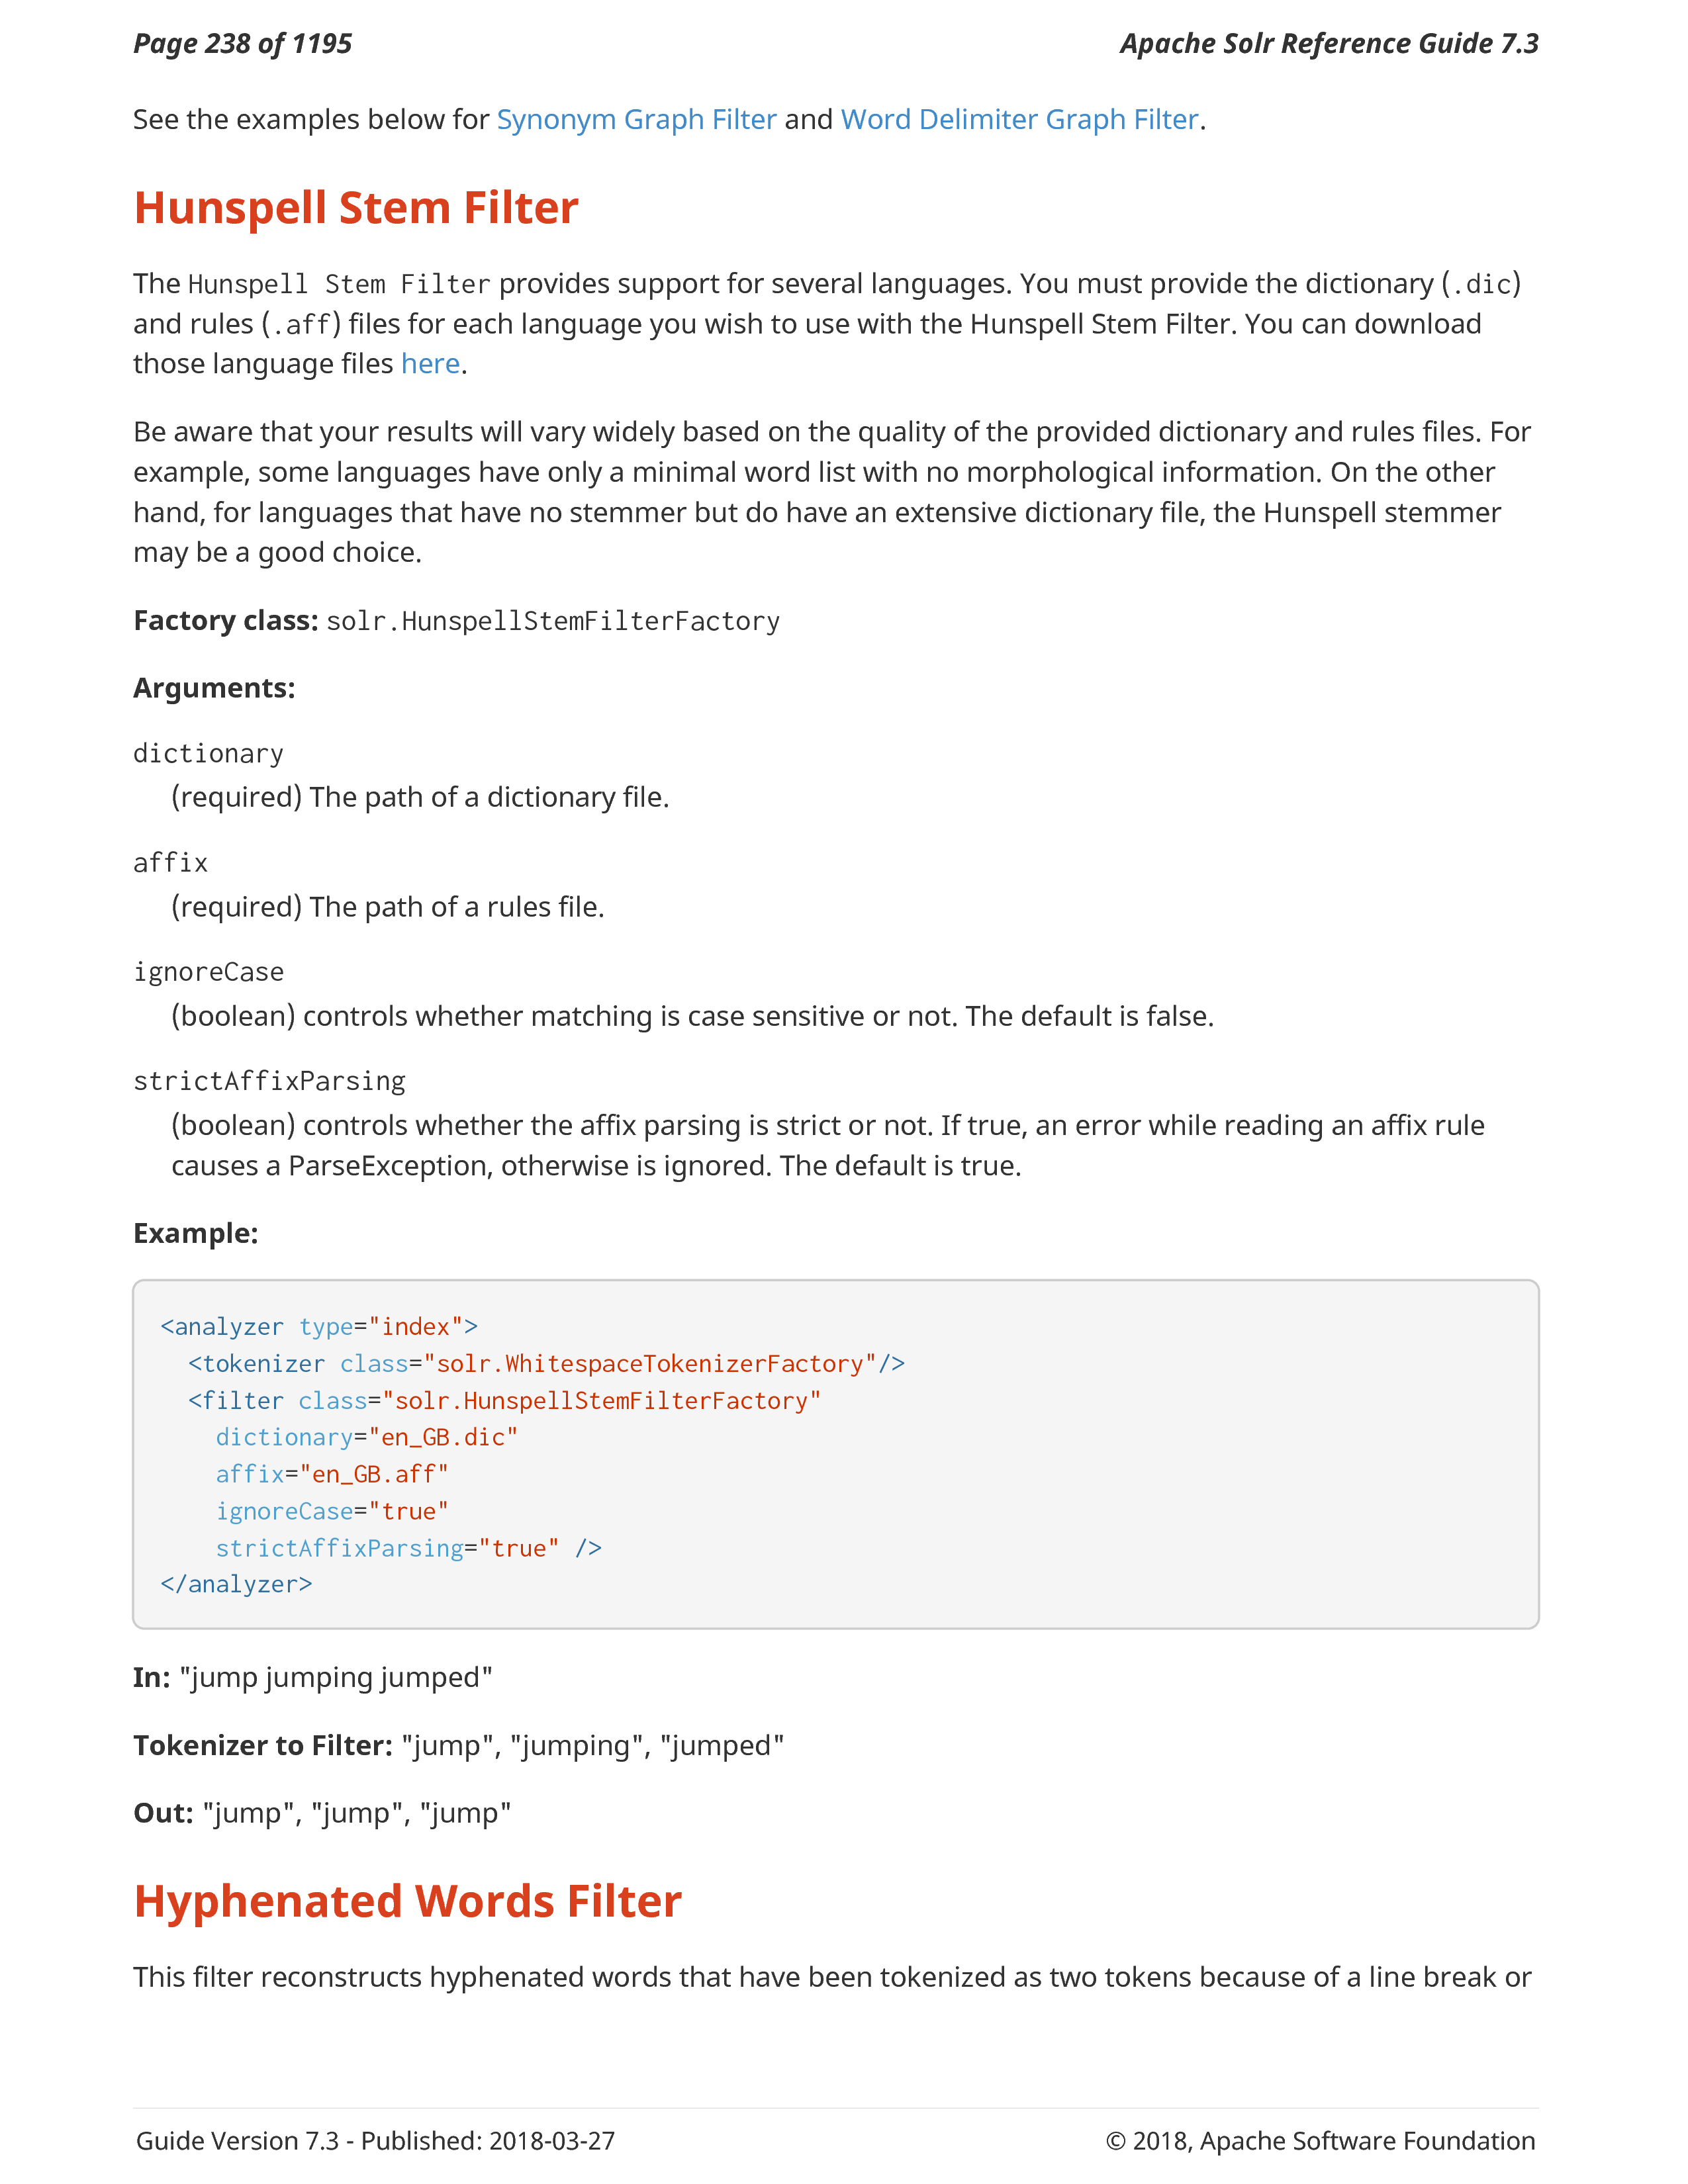 Page 238 of 1195
Apache Solr Reference Guide 7.3
See the examples below for Synonym Graph Filter and Word Delimiter Graph Filter.
Hunspell Stem Filter
The Hunspell Stem Filter provides support for several languages. You must provide the dictionary (.dic)
and rules (.aff) files for each language you wish to use with the Hunspell Stem Filter. You can download
those language files here.
Be aware that your results will vary widely based on the quality of the provided dictionary and rules files. For
example, some languages have only a minimal word list with no morphological information. On the other
hand, for languages that have no stemmer but do have an extensive dictionary file, the Hunspell stemmer
may be a good choice.
Factory class: solr.HunspellStemFilterFactory
Arguments:
dictionary
(required) The path of a dictionary file.
affix
(required) The path of a rules file.
ignoreCase
(boolean) controls whether matching is case sensitive or not. The default is false.
strictAffixParsing
(boolean) controls whether the affix parsing is strict or not. If true, an error while reading an affix rule
causes a ParseException, otherwise is ignored. The default is true.
Example:
<analyzer type="index">
  <tokenizer class="solr.WhitespaceTokenizerFactory"/>
  <filter class="solr.HunspellStemFilterFactory"
    dictionary="en_GB.dic"
    affix="en_GB.aff"
    ignoreCase="true"
    strictAffixParsing="true" />
</analyzer>
In: "jump jumping jumped"
Tokenizer to Filter: "jump", "jumping", "jumped"
Out: "jump", "jump", "jump"
Hyphenated Words Filter
This filter reconstructs hyphenated words that have been tokenized as two tokens because of a line break or
Guide Version 7.3 - Published: 2018-03-27
© 2018, Apache Software Foundation